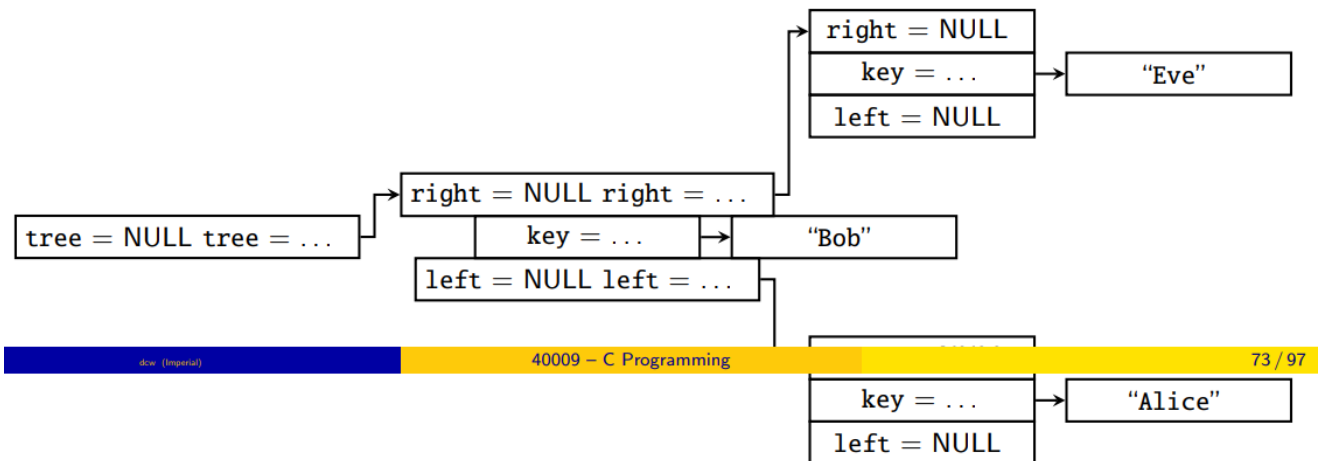 right = NULL
key = ...
"Eve"
left = NULL
right = NULL right = ...
tree = NULL tree = ...
key = ...
“Bob”
left = NULL left = ...
dcw (Imperial)
40009 – C Programming
73 / 97
key = ...
“Alice”
left = NULL